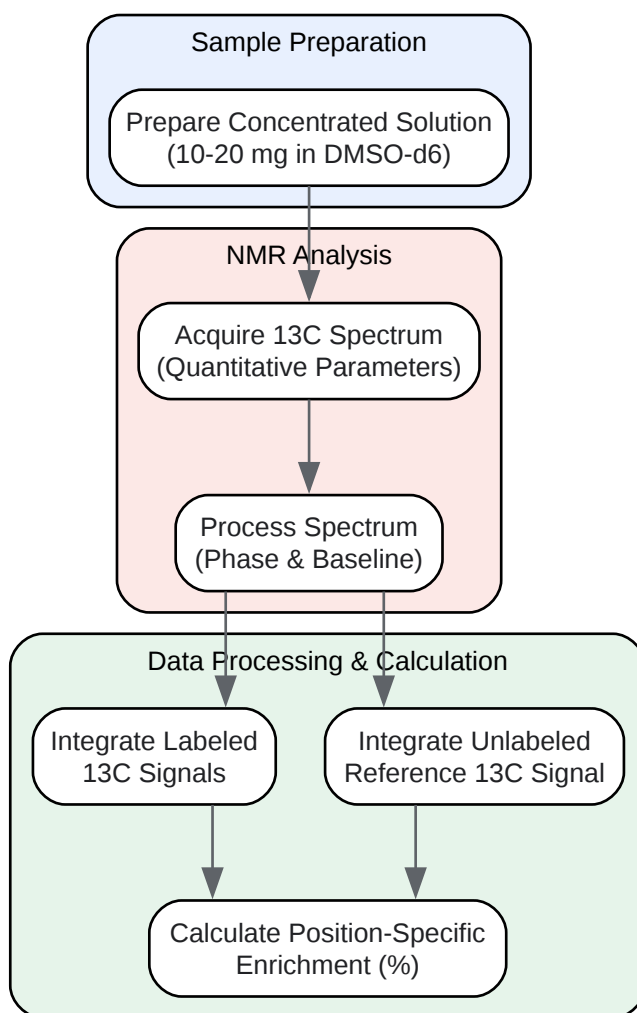 Sample Preparation
Prepare Concentrated Solution
(10-20 mg in DMSO-d6)
NMR Analysis
Acquire 13C Spectrum
(Quantitative Parameters)
Process Spectrum
(Phase & Baseline)
Data Processing & Calculation
Integrate Labeled
13C Signals
Integrate Unlabeled
Reference 13C Signal
Calculate Position-Specific
Enrichment (%)